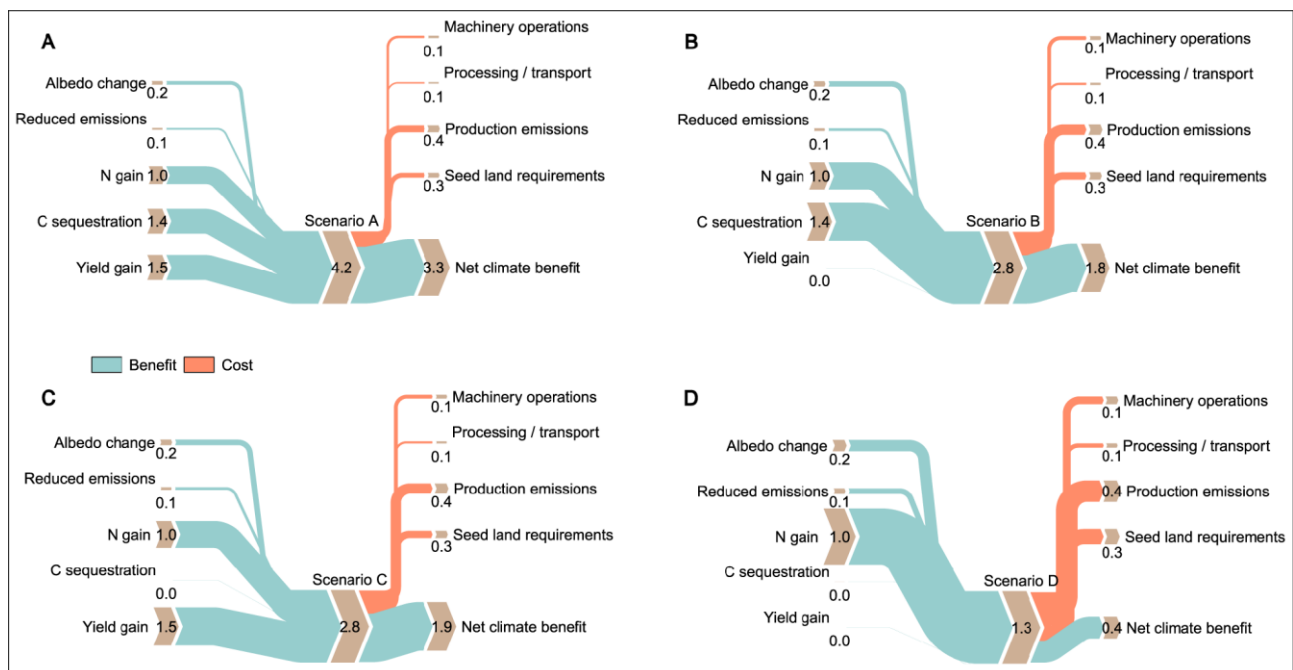 A
Machinery operations
0.1
Processing / transport
0.1
Albedo change
0.2
Reduced emissions
0.1
Production emissions
0.4
N gain
1.0
Seed land requirements
0.3
C sequestration
1.4
Scenario A
Yield gain
1.5
4.2
3.3
Net climate benefit
B
Machinery operations
0.1
Processing / transport
0.1
Albedo change
0.2
Reduced emissions
0.1
Production emissions
0.4
N gain
1.0
Seed land requirements
0.3
C sequestration
1.4
Scenario B
Yield gain
0.0
2.8
1.8
Net climate benefit
Benefit
Cost
C
Machinery operations
0.1
Processing / transport
0.1
Albedo change
0.2
Reduced emissions
0.1
Production emissions
0.4
N gain
1.0
Seed land requirements
0.3
C sequestration
0.0
Scenario C
Yield gain
1.5
2.8
1.9
Net climate benefit
D
Machinery operations
0.1
Processing / transport
0.1
Albedo change
0.2
Reduced emissions
0.1
Production emissions
0.4
N gain
1.0
Seed land requirements
0.3
C sequestration
0.0
Scenario D
Yield gain
0.0
1.3
0.4
Net climate benefit